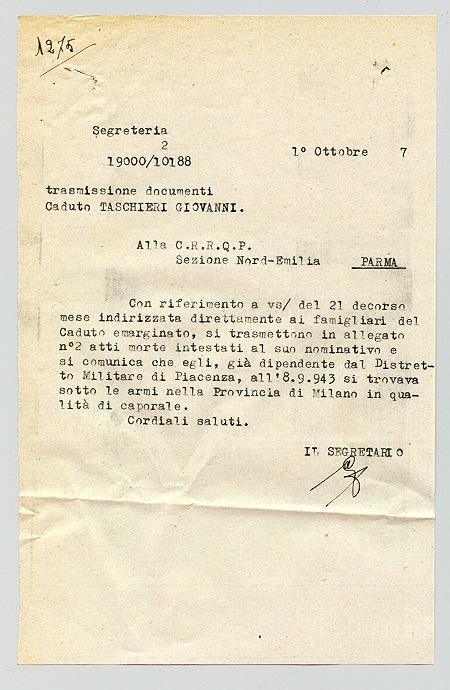 1275
Segreteria
2
19000/10188
1° Ottobre 7
trasmissione documenti
Caduto TASCHIERI GIOVANNI.
Alla C.R.R.Q.P.
Sezione Nord-Emilia PARMA
Con riferimento a vs/ del 21 decorso
mese indirizzata direttamente ai famigliari del
Caduto emarginato, si trasmettono in allegato
n°2 atti morte intestati al suo nominativo e
si comunica che egli, già dipendente dal Distret-
to Militare di Piacenza, all'8.9.943 si trovava
sotto le armi nella Provincia di Milano in qua-
lità di caporale.
Cordiali saluti.
IL SEGRETARIO